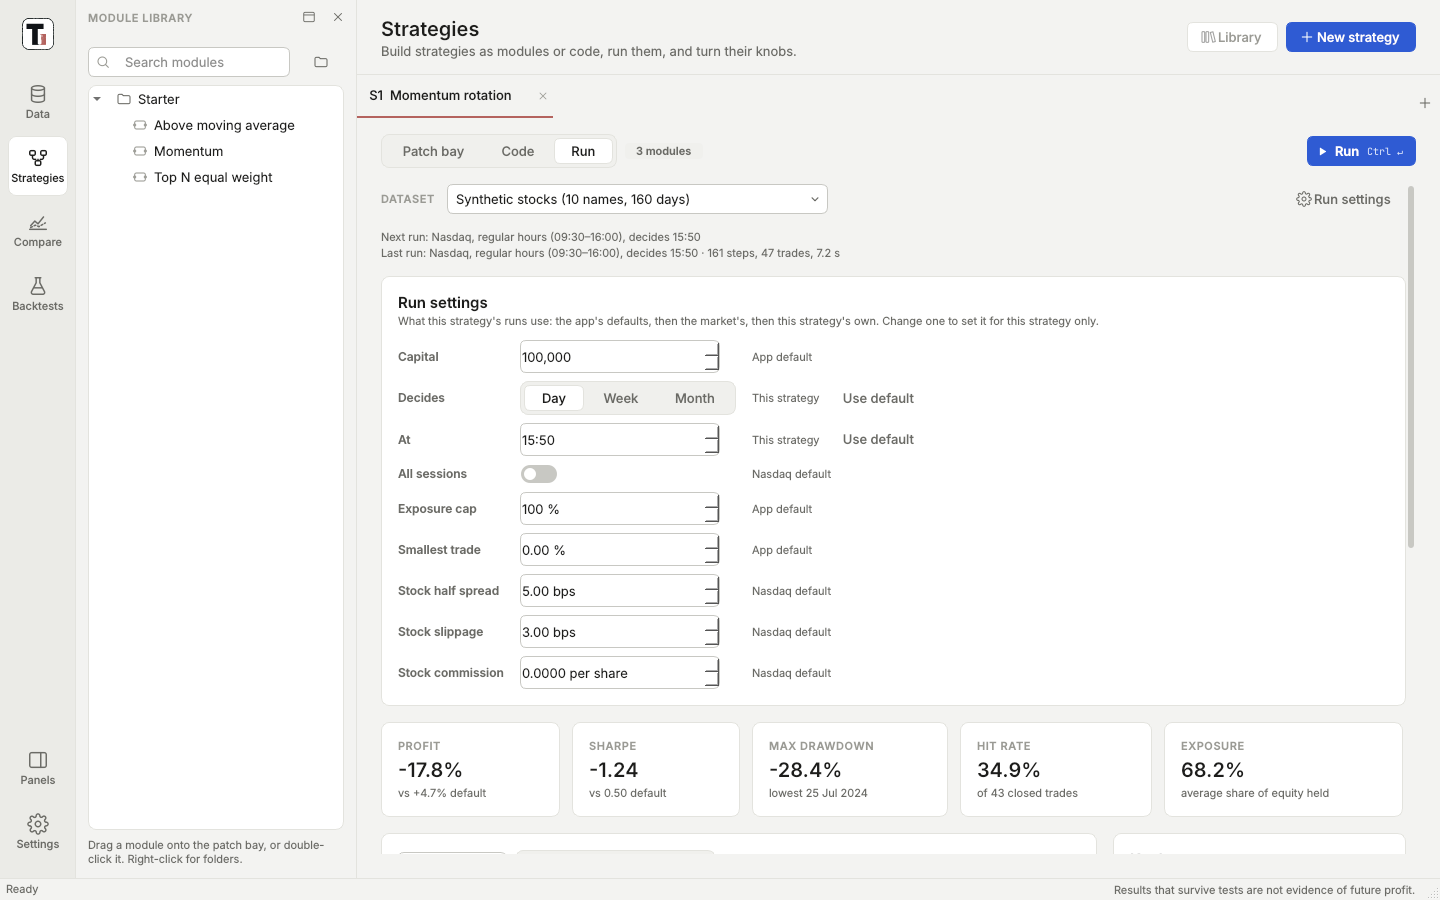 Ti
MODULE LIBRARY
Search modules
Data
Strategies
Compare
Backtests
Panels
Settings
Starter
Above moving average
Momentum
Top N equal weight
Drag a module onto the patch bay, or double-
click it. Right-click for folders.
Strategies
Build strategies as modules or code, run them, and turn their knobs.
Library
New strategy
S1 Momentum rotation
Patch bay
Code
Run
3 modules
Run Ctrl ↵
DATASET
Synthetic stocks (10 names, 160 days)
Run settings
Next run: Nasdaq, regular hours (09:30–16:00), decides 15:50
Last run: Nasdaq, regular hours (09:30–16:00), decides 15:50 · 161 steps, 47 trades, 7.2 s
Run settings
What this strategy's runs use: the app's defaults, then the market's, then this strategy's own. Change one to set it for this strategy only.
Capital 100,000 App default
Decides Day Week Month This strategy Use default
At 15:50 This strategy Use default
All sessions Nasdaq default
Exposure cap 100 % App default
Smallest trade 0.00 % App default
Stock half spread 5.00 bps Nasdaq default
Stock slippage 3.00 bps Nasdaq default
Stock commission 0.0000 per share Nasdaq default
PROFIT
-17.8%
vs +4.7% default
SHARPE
-1.24
vs 0.50 default
MAX DRAWDOWN
-28.4%
lowest 25 Jul 2024
HIT RATE
34.9%
of 43 closed trades
EXPOSURE
68.2%
average share of equity held
Ready
Results that survive tests are not evidence of future profit.